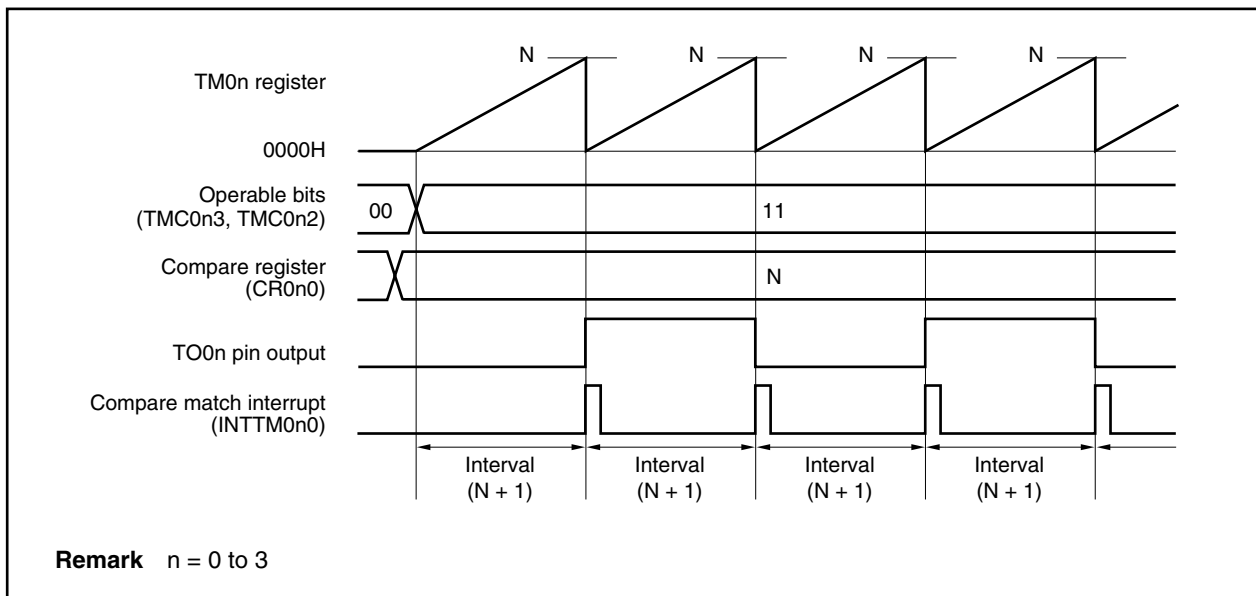 N N N N
TM0n register
0000H
Operable bits
(TMC0n3, TMC0n2)
00 11
Compare register
(CR0n0)
N
TO0n pin output
Compare match interrupt
(INTTM0n0)
Interval Interval Interval Interval
(N + 1) (N + 1) (N + 1) (N + 1)
Remark n = 0 to 3